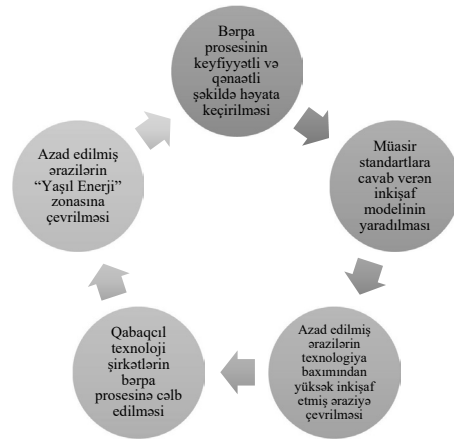 Bərpa
prosesinin
keyfiyyətli və
qənaətli
şəkildə həyata
keçirilməsi
Müasir
standartlara
cavab verən
inkişaf
modelinin
yaradılması
Azad edilmiş
ərazilərin
texnologiya
baxımından
yüksək inkişaf
etmiş əraziyə
çevrilməsi
Qabaqcıl
texnoloji
şirkətlərin
bərpa
prosesinə cəlb
edilməsi
Azad edilmiş
ərazilərin
“Yaşıl Enerji”
zonasına
çevrilməsi